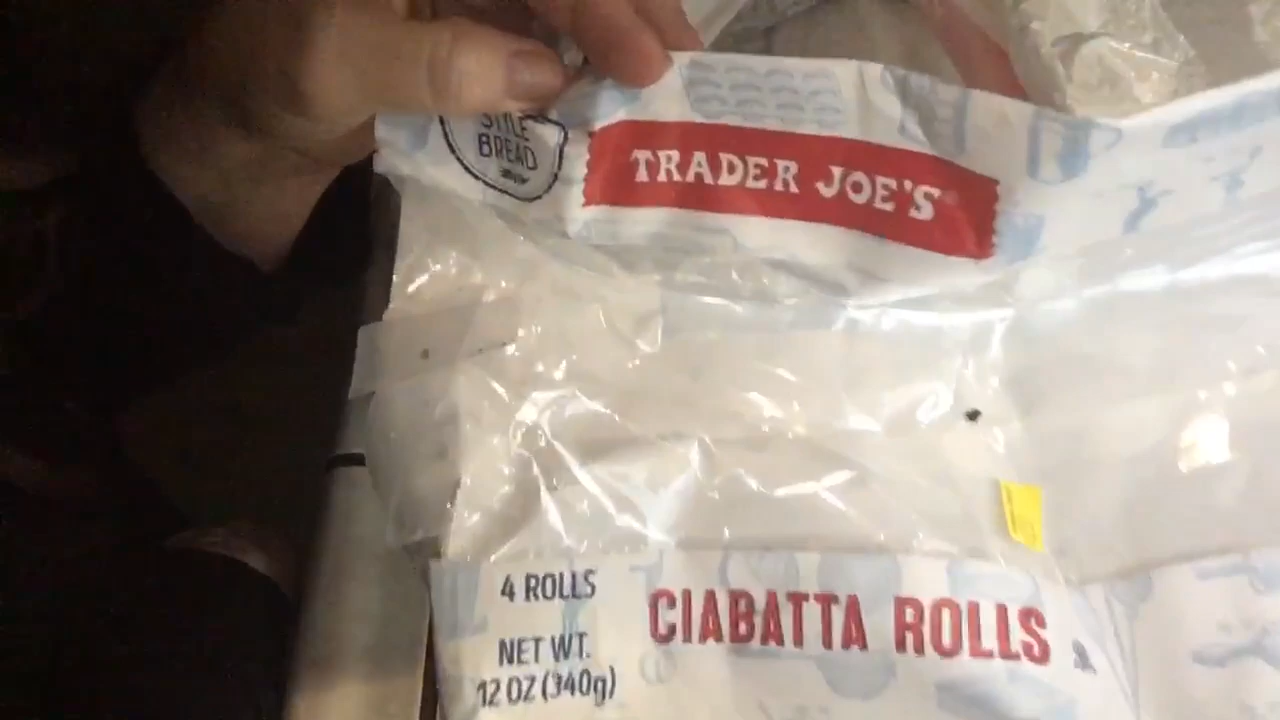 STYLE
BREAD
TRADER JOE'S
4 ROLLS
NET WT.
12 OZ (340g)
CIABATTA ROLLS